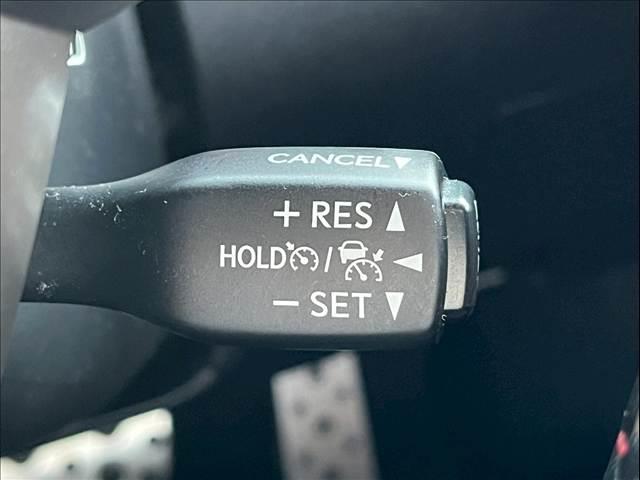 CANCEL▼
+ RES ▲
HOLD / ◀
− SET ▼